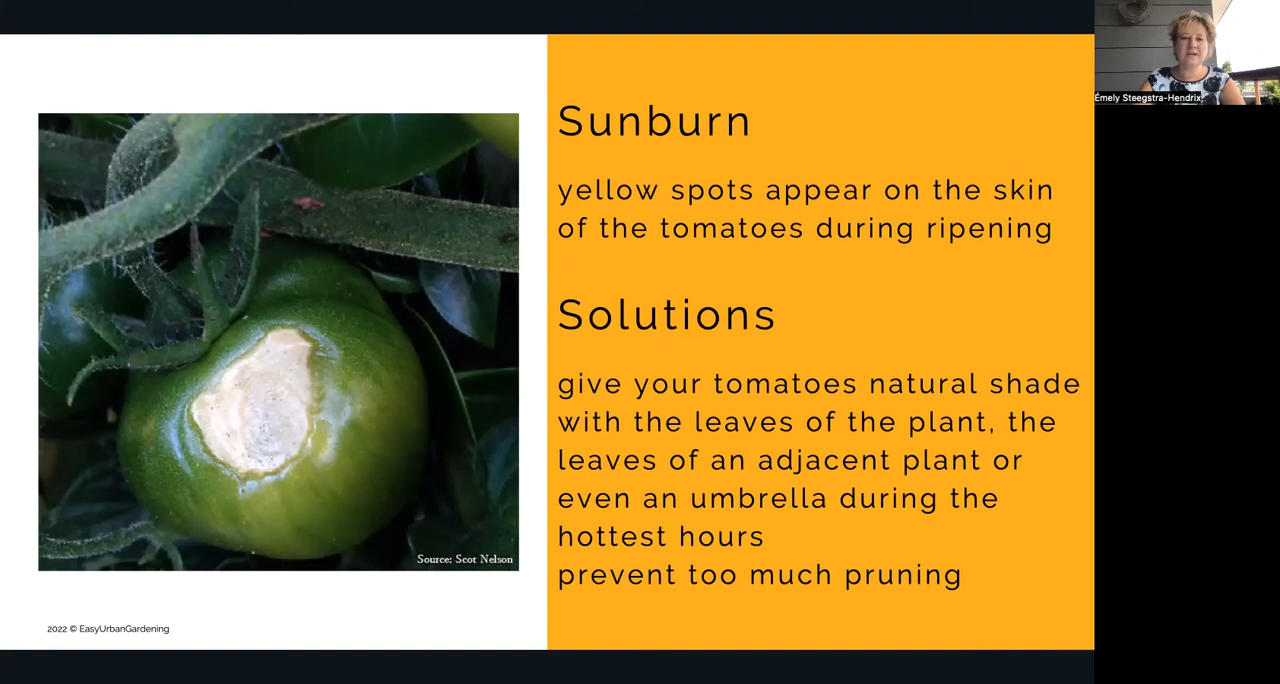 Sunburn
yellow spots appear on the skin
of the tomatoes during ripening
Solutions
give your tomatoes natural shade
with the leaves of the plant, the
leaves of an adjacent plant or
even an umbrella during the
hottest hours
prevent too much pruning
Source: Scot Nelson
2022 © EasyUrbanGardening
Émely Steegstra-Hendrix